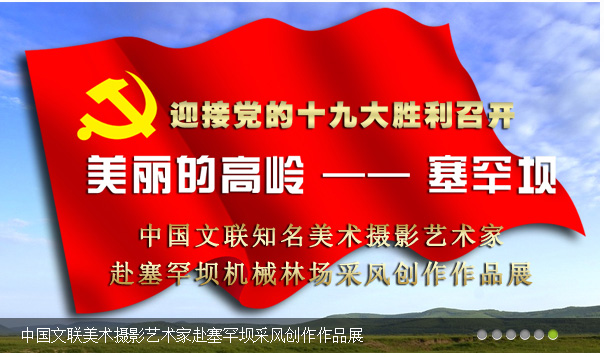 迎接党的十九大胜利召开
美丽的高岭 —— 塞罕坝
中国文联知名美术摄影艺术家
赴塞罕坝机械林场采风创作作品展
中国文联美术摄影艺术家赴塞罕坝采风创作作品展